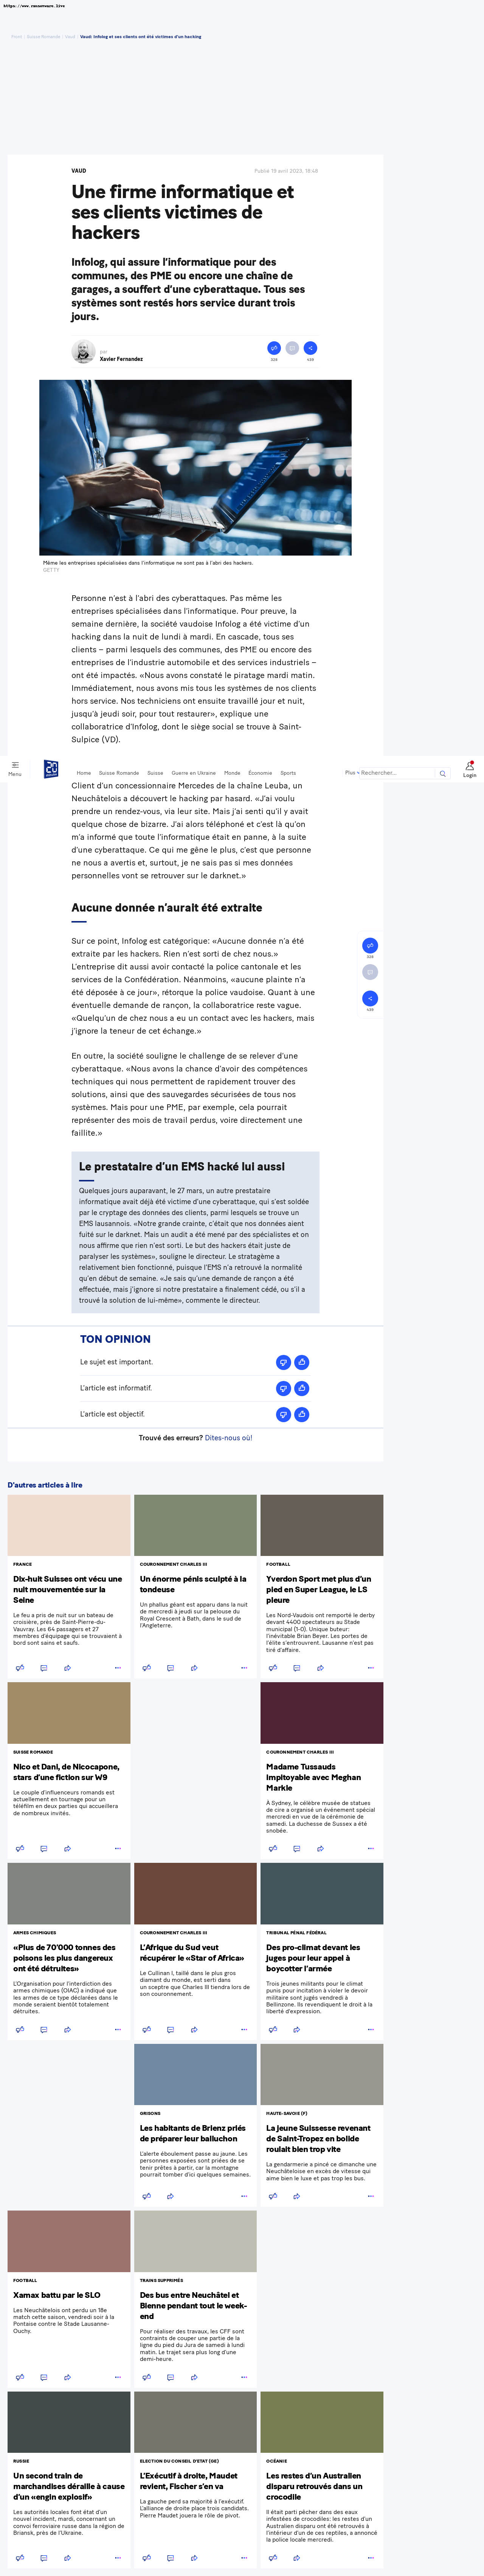 https://www.ransomware.live
Front › Suisse Romande › Vaud › Vaud: Infolog et ses clients ont été victimes d'un hacking
VAUD
Publié 19 avril 2023, 18:48
Une firme informatique et
ses clients victimes de
hackers
Infolog, qui assure l'informatique pour des
communes, des PME ou encore une chaîne de
garages, a souffert d'une cyberattaque. Tous ses
systèmes sont restés hors service durant trois
jours.
par
Xavier Fernandez
Même les entreprises spécialisées dans l'informatique ne sont pas à l'abri des hackers.
GETTY
Personne n'est à l'abri des cyberattaques. Pas même les
entreprises spécialisées dans l'informatique. Pour preuve, la
semaine dernière, la société vaudoise Infolog a été victime d'un
hacking dans la nuit de lundi à mardi. En cascade, tous ses
clients – parmi lesquels des communes, des PME ou encore des
entreprises de l'industrie automobile et des services industriels –
ont été impactés. «Nous avons constaté le piratage mardi matin.
Immédiatement, nous avons mis tous les systèmes de nos clients
hors service. Nos techniciens ont ensuite travaillé jour et nuit,
jusqu'à jeudi soir, pour tout restaurer», explique une
collaboratrice d'Infolog, dont le siège social se trouve à Saint-
Sulpice (VD).
Menu
20
Home Suisse Romande Suisse Guerre en Ukraine Monde Économie Sports
Plus
Rechercher...
Login
Client d'un concessionnaire Mercedes de la chaîne Leuba, un
Neuchâtelois a découvert le hacking par hasard. «J'ai voulu
prendre un rendez-vous, via leur site. Mais j'ai senti qu'il y avait
quelque chose de bizarre. J'ai alors téléphoné et c'est là qu'on
m'a informé que toute l'informatique était en panne, à la suite
d'une cyberattaque. Ce qui me gêne le plus, c'est que personne
ne nous a avertis et, surtout, je ne sais pas si mes données
personnelles vont se retrouver sur le darknet.»
Aucune donnée n'aurait été extraite
Sur ce point, Infolog est catégorique: «Aucune donnée n'a été
extraite par les hackers. Rien n'est sorti de chez nous.»
L'entreprise dit aussi avoir contacté la police cantonale et les
services de la Confédération. Néanmoins, «aucune plainte n'a
été déposée à ce jour», rétorque la police vaudoise. Quant à une
éventuelle demande de rançon, la collaboratrice reste vague.
«Quelqu'un de chez nous a eu un contact avec les hackers, mais
j'ignore la teneur de cet échange.»
En outre, la société souligne le challenge de se relever d'une
cyberattaque. «Nous avons la chance d'avoir des compétences
techniques qui nous permettent de rapidement trouver des
solutions, ainsi que des sauvegardes sécurisées de tous nos
systèmes. Mais pour une PME, par exemple, cela pourrait
représenter des mois de travail perdus, voire directement une
faillite.»
Le prestataire d'un EMS hacké lui aussi
Quelques jours auparavant, le 27 mars, un autre prestataire
informatique avait déjà été victime d'une cyberattaque, qui s'est soldée
par le cryptage des données des clients, parmi lesquels se trouve un
EMS lausannois. «Notre grande crainte, c'était que nos données aient
fuité sur le darknet. Mais un audit a été mené par des spécialistes et on
nous affirme que rien n'est sorti. Le but des hackers était juste de
paralyser les systèmes», souligne le directeur. Le stratagème a
relativement bien fonctionné, puisque l'EMS n'a retrouvé la normalité
qu'en début de semaine. «Je sais qu'une demande de rançon a été
effectuée, mais j'ignore si notre prestataire a finalement cédé, ou s'il a
trouvé la solution de lui-même», commente le directeur.
TON OPINION
Le sujet est important.
L'article est informatif.
L'article est objectif.
Trouvé des erreurs? Dites-nous où!
D'autres articles à lire
FRANCE
Dix-huit Suisses ont vécu une
nuit mouvementée sur la
Seine
Le feu a pris de nuit sur un bateau de
croisière, près de Saint-Pierre-du-
Vauvray. Les 64 passagers et 27
membres d'équipage qui se trouvaient à
bord sont sains et saufs.
COURONNEMENT CHARLES III
Un énorme pénis sculpté à la
tondeuse
Un phallus géant est apparu dans la nuit
de mercredi à jeudi sur la pelouse du
Royal Crescent à Bath, dans le sud de
l'Angleterre.
FOOTBALL
Yverdon Sport met plus d'un
pied en Super League, le LS
pleure
Les Nord-Vaudois ont remporté le derby
devant 4400 spectateurs au Stade
municipal (1-0). Unique buteur:
l'inévitable Brian Beyer. Les portes de
l'élite s'entrouvrent. Lausanne n'est pas
tiré d'affaire.
SUISSE ROMANDE
Nico et Dani, de Nicocapone,
stars d'une fiction sur W9
Le couple d'influenceurs romands est
actuellement en tournage pour un
téléfilm en deux parties qui accueillera
de nombreux invités.
COURONNEMENT CHARLES III
Madame Tussauds
impitoyable avec Meghan
Markle
À Sydney, le célèbre musée de statues
de cire a organisé un événement spécial
mercredi en vue de la cérémonie de
samedi. La duchesse de Sussex a été
snobée.
ARMES CHIMIQUES
«Plus de 70'000 tonnes des
poisons les plus dangereux
ont été détruites»
L'Organisation pour l'interdiction des
armes chimiques (OIAC) a indiqué que
les armes de ce type déclarées dans le
monde seraient bientôt totalement
détruites.
COURONNEMENT CHARLES III
L'Afrique du Sud veut
récupérer le «Star of Africa»
Le Cullinan I, taillé dans le plus gros
diamant du monde, est serti dans
un sceptre que Charles III tiendra lors de
son couronnement.
TRIBUNAL PÉNAL FÉDÉRAL
Des pro-climat devant les
juges pour leur appel à
boycotter l'armée
Trois jeunes militants pour le climat
punis pour incitation à violer le devoir
militaire sont jugés vendredi à
Bellinzone. Ils revendiquent le droit à la
liberté d'expression.
GRISONS
Les habitants de Brienz priés
de préparer leur balluchon
L'alerte éboulement passe au jaune. Les
personnes exposées sont priées de se
tenir prêtes à partir, car la montagne
pourrait tomber d'ici quelques semaines.
HAUTE-SAVOIE (F)
La jeune Suissesse revenant
de Saint-Tropez en bolide
roulait bien trop vite
La gendarmerie a pincé ce dimanche une
Neuchâteloise en excès de vitesse qui
aime bien le luxe et pas trop les bus.
FOOTBALL
Xamax battu par le SLO
Les Neuchâtelois ont perdu un 18e
match cette saison, vendredi soir à la
Pontaise contre le Stade Lausanne-
Ouchy.
TRAINS SUPPRIMÉS
Des bus entre Neuchâtel et
Bienne pendant tout le week-
end
Pour réaliser des travaux, les CFF sont
contraints de couper une partie de la
ligne du pied du Jura de samedi à lundi
matin. Le trajet sera plus long d'une
demi-heure.
RUSSIE
Un second train de
marchandises déraille à cause
d'un «engin explosif»
Les autorités locales font état d'un
nouvel incident, mardi, concernant un
convoi ferroviaire russe dans la région de
Briansk, près de l'Ukraine.
ELECTION DU CONSEIL D'ETAT (GE)
L'Exécutif à droite, Maudet
revient, Fischer s'en va
La gauche perd sa majorité à l'exécutif.
L'alliance de droite place trois candidats.
Pierre Maudet jouera le rôle de pivot.
OCÉANIE
Les restes d'un Australien
disparu retrouvés dans un
crocodile
Il était parti pêcher dans des eaux
infestées de crocodiles: les restes d'un
Australien disparu ont été retrouvés à
l'intérieur d'un de ces reptiles, a annoncé
la police locale mercredi.